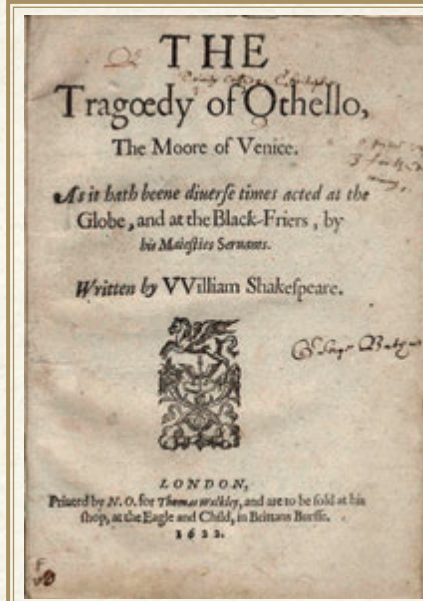 THE
Tragœdy of Othello,
The Moore of Venice.
As it hath beene diuerse times acted at the
Globe, and at the Black-Friers, by
his Maiesties Seruants.
Written by VVilliam Shakespeare.
LONDON,
Printed by N. O. for Thomas Walkley, and are to be sold at his
shop, at the Eagle and Child, in Brittans Bursse.
1622.